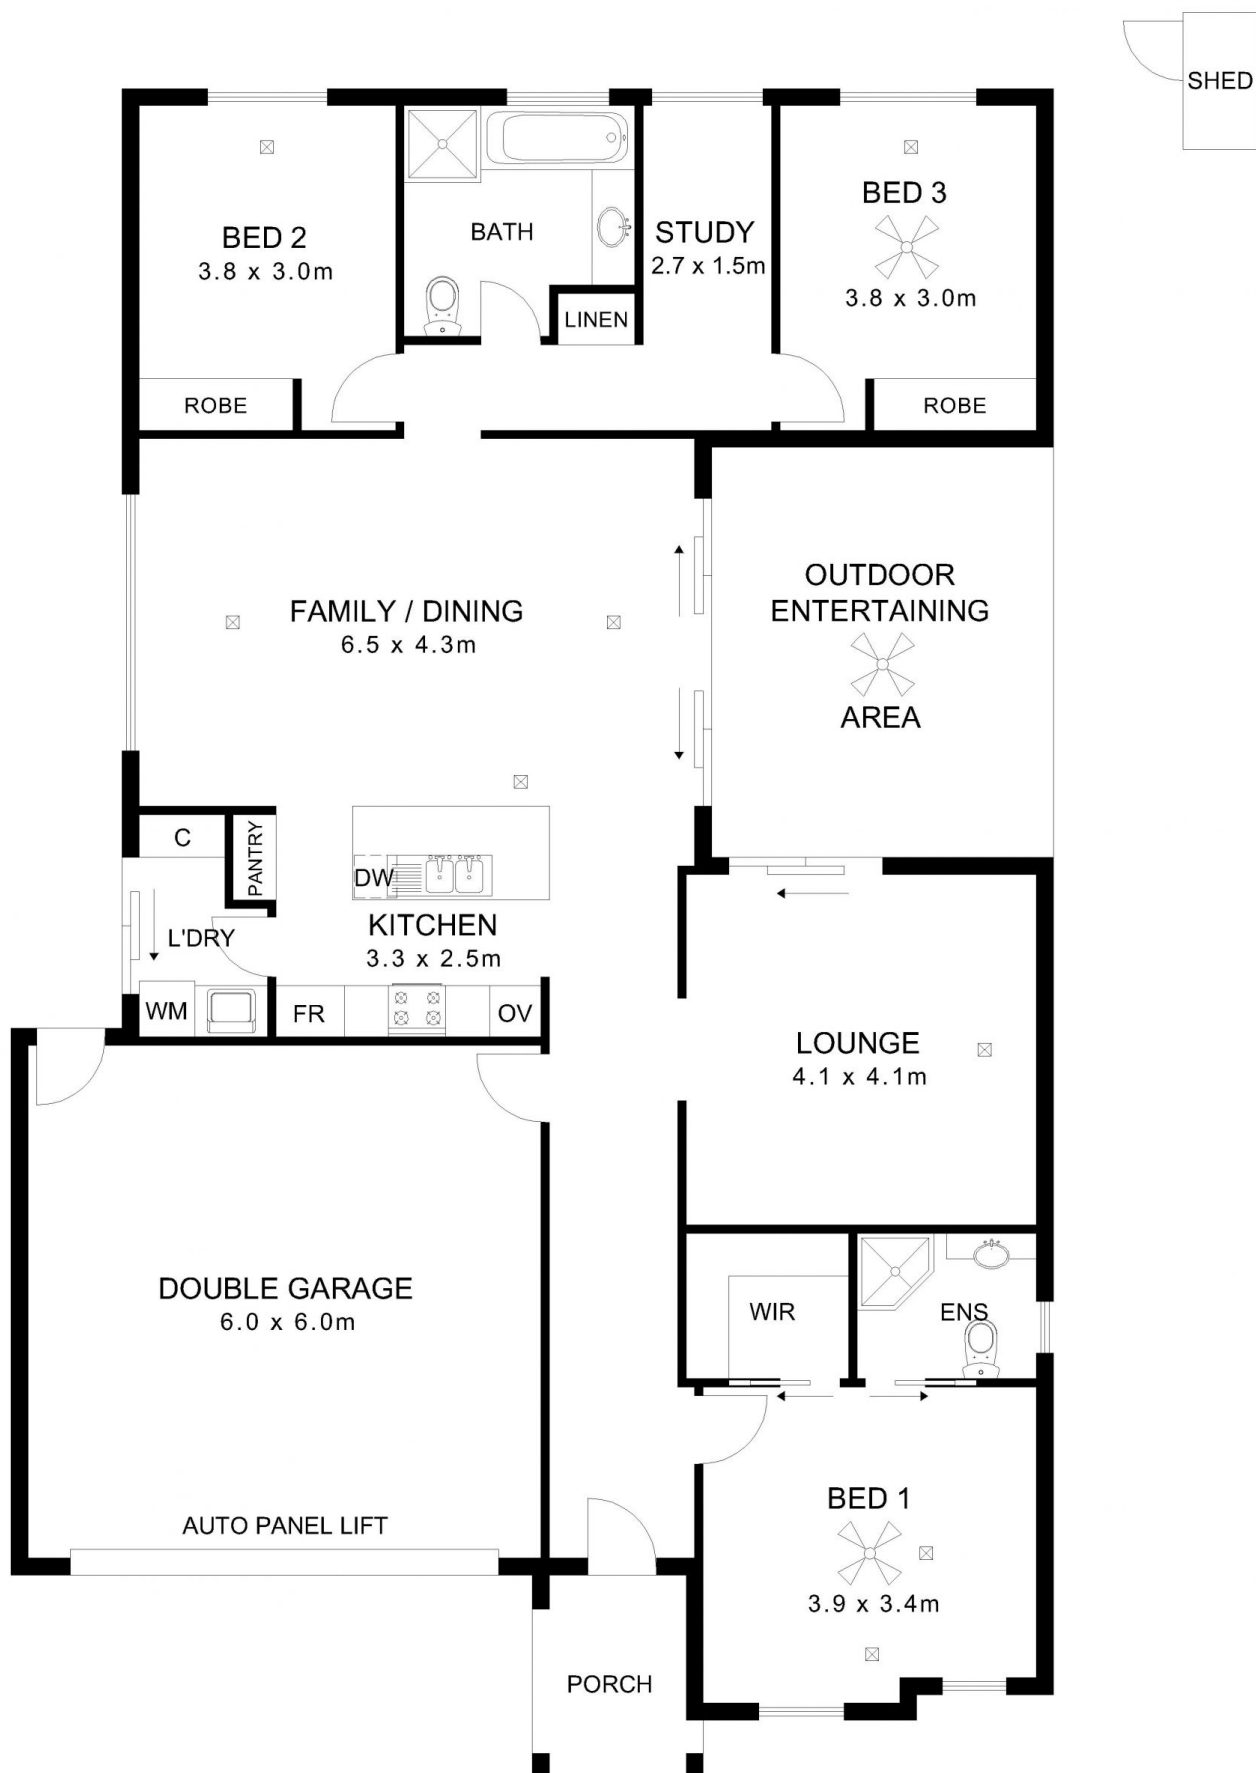 SHED
BED 2
3.8 x 3.0m
BATH
STUDY
2.7 x 1.5m
BED 3
3.8 x 3.0m
LINEN
ROBE
ROBE
FAMILY / DINING
6.5 x 4.3m
OUTDOOR
ENTERTAINING
AREA
C
PANTRY
DW
L'DRY
KITCHEN
3.3 x 2.5m
WM
FR
OV
LOUNGE
4.1 x 4.1m
DOUBLE GARAGE
6.0 x 6.0m
WIR
ENS
AUTO PANEL LIFT
BED 1
3.9 x 3.4m
PORCH